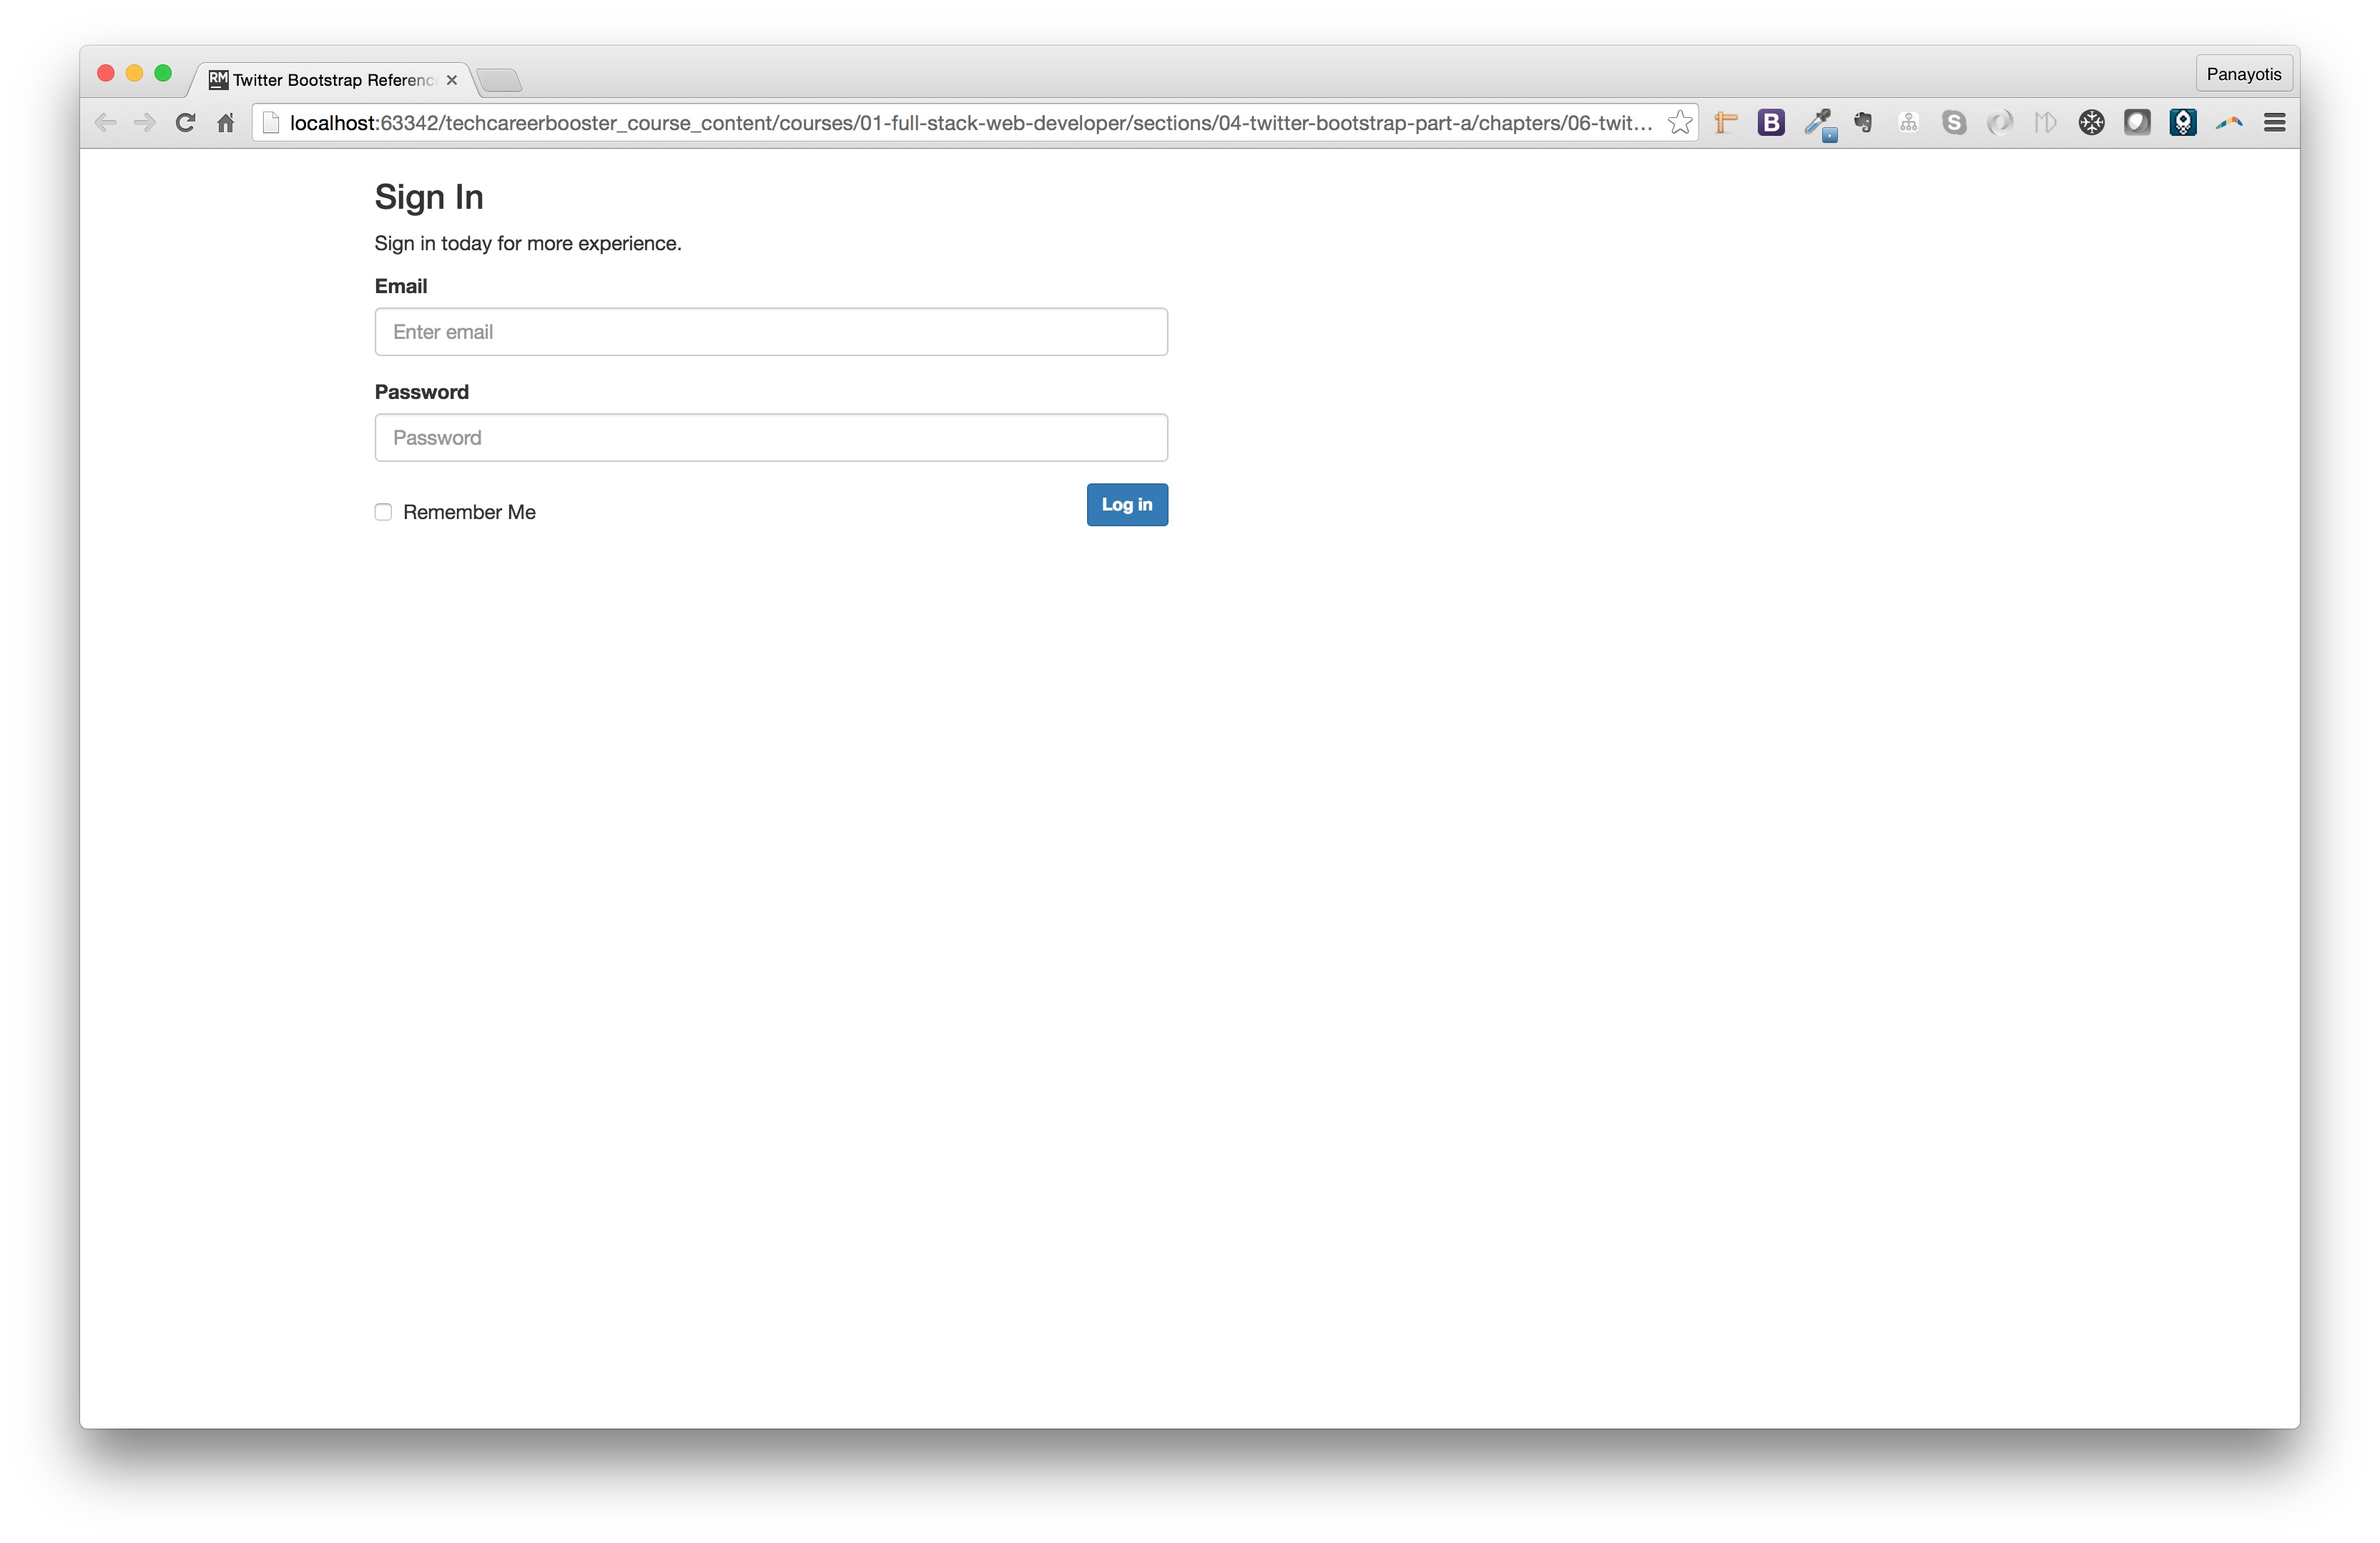 RM Twitter Bootstrap Referenc
Panayotis
localhost:63342/techcareerbooster_course_content/courses/01-full-stack-web-developer/sections/04-twitter-bootstrap-part-a/chapters/06-twit...
B
S
Sign In
Sign in today for more experience.
Email
Enter email
Password
Password
Remember Me
Log in